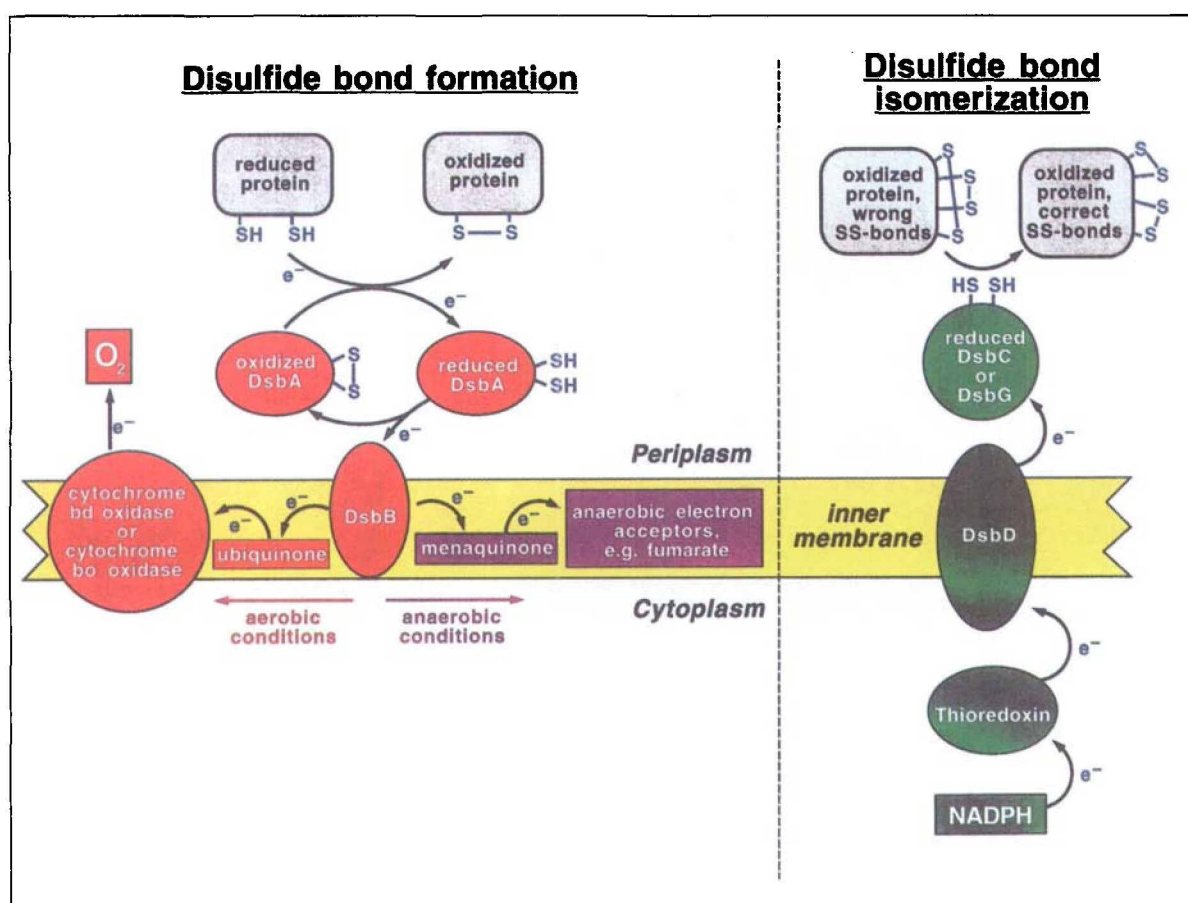 Disulfide bond formation
reduced
protein
SH SH
oxidized
protein
S S
e⁻
e⁻
oxidized
DsbA
S
S
reduced
DsbA
SH
SH
O₂
e⁻
e⁻
cytochrome
bd oxidase
or
cytochrome
bo oxidase
e⁻
ubiquinone
e⁻
DsbB
e⁻
menaquinone
e⁻
anaerobic electron
acceptors,
e.g. fumarate
Periplasm
Cytoplasm
aerobic
conditions
anaerobic
conditions
Disulfide bond
isomerization
oxidized
protein,
wrong
SS-bonds
S
S
S
S
oxidized
protein,
correct
SS-bonds
S
S
S
S
HS SH
reduced
DsbC
or
DsbG
e⁻
inner
membrane
DsbD
e⁻
Thioredoxin
e⁻
NADPH